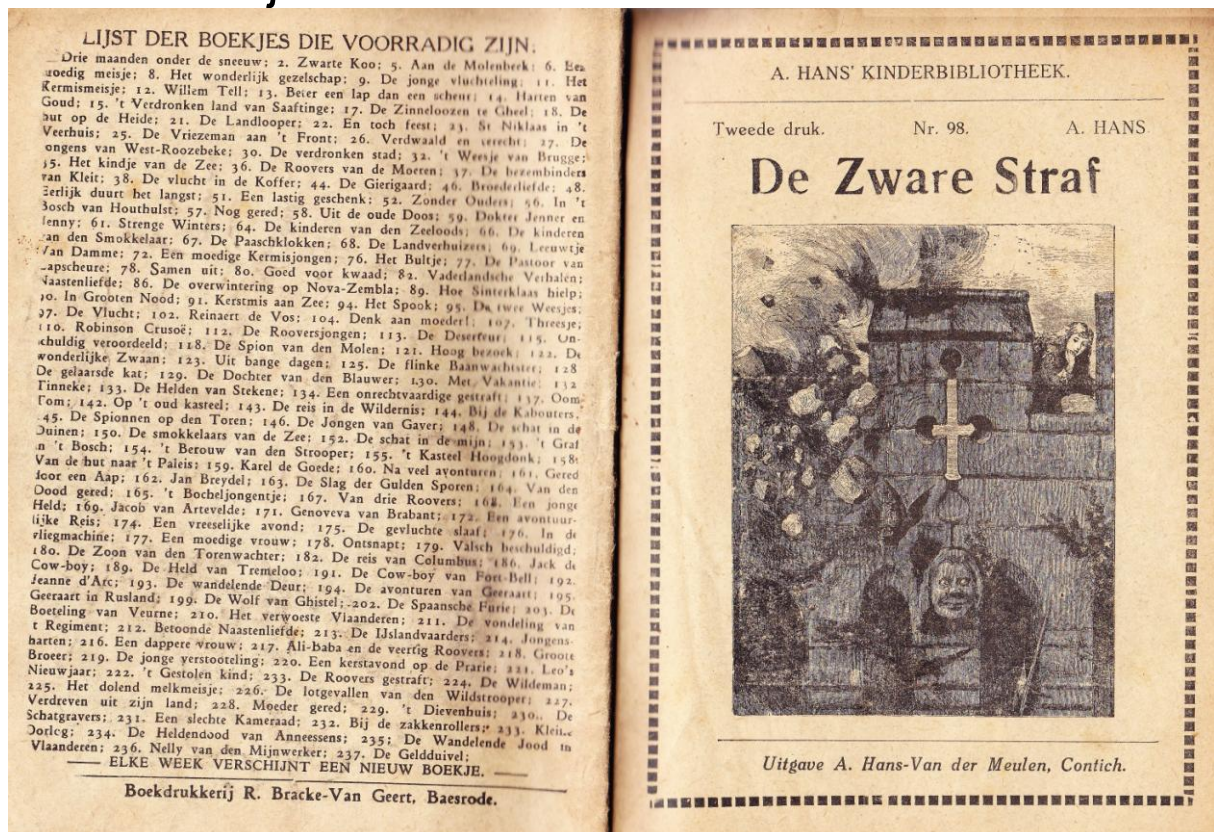 LIJST DER BOEKJES DIE VOORRADIG ZIJN.
Drie maanden onder de sneeuw; 2. Zwarte Koo; 5. Aan de Molenbeek; 6. Een
moedig meisje; 8. Het wonderlijk gezelschap; 9. De jonge vluchteling; 11. Het
Kermismeisje; 12. Willem Tell; 13. Beter een lap dan een scheur; 14. Harten van
Goud; 15. 't Verdronken land van Saaftinge; 17. De Zinneloozen te Gheel; 18. De
hut op de Heide; 21. De Landlooper; 22. En toch feest; 23. St Niklaas in 't
Veerhuis; 25. De Vriezeman aan 't Front; 26. Verdwaald en terecht; 27. De
jongens van West-Roozebeke; 30. De verdronken stad; 32. 't Weesje van Brugge;
35. Het kindje van de Zee; 36. De Roovers van de Moeren; 37. De bezembinders
van Kleit; 38. De vlucht in de Koffer; 44. De Gierigaard; 46. Broederliefde; 48.
Eerlijk duurt het langst; 51. Een lastig geschenk; 52. Zonder Ouders; 56. In 't
Bosch van Houthulst; 57. Nog gered; 58. Uit de oude Doos; 59. Dokter Jenner en
Jenny; 61. Strenge Winters; 64. De kinderen van den Zeeloods; 66. De kinderen
van den Smokkelaar; 67. De Paaschklokken; 68. De Landverhuizers; 69. Leeuwtje
Van Damme; 72. Een moedige Kermisjongen; 76. Het Bultje; 77. De Pastoor van
Lapscheure; 78. Samen uit; 80. Goed voor kwaad; 82. Vaderlandsche Verhalen;
Naastenliefde; 86. De overwintering op Nova-Zembla; 89. Hoe Sinterklaas hielp;
90. In Grooten Nood; 91. Kerstmis aan Zee; 94. Het Spook; 95. De twee Weesjes;
97. De Vlucht; 102. Reinaert de Vos; 104. Denk aan moeder!; 107. Threesje;
110. Robinson Crusoë; 112. De Rooversjongen; 113. De Deserteur; 115. On-
schuldig veroordeeld; 118. De Spion van den Molen; 121. Hoog bezoek; 122. De
wonderlijke Zwaan; 123. Uit bange dagen; 125. De flinke Baanwachtster; 128
De gelaarsde kat; 129. De Dochter van den Blauwer; 130. Met Vakantie; 132
Tinneke; 133. De Helden van Stekene; 134. Een onrechtvaardige gestraft; 137. Oom
Tom; 142. Op 't oud kasteel; 143. De reis in de Wildernis; 144. Bij de Kabouters.
145. De Spionnen op den Toren; 146. De Jongen van Gaver; 148. De schat in de
Duinen; 150. De smokkelaars van de Zee; 152. De schat in de mijn; 153. 't Graf
in 't Bosch; 154. 't Berouw van den Strooper; 155. 't Kasteel Hoogdonk; 158.
Van de hut naar 't Paleis; 159. Karel de Goede; 160. Na veel avonturen; 161. Gered
door een Aap; 162. Jan Breydel; 163. De Slag der Gulden Sporen; 164. Van den
Dood gered; 165. 't Bocheljongentje; 167. Van drie Roovers; 168. Een jonge
Held; 169. Jacob van Artevelde; 171. Genoveva van Brabant; 172. Een avontuur-
lijke Reis; 174. Een vreeselijke avond; 175. De gevluchte slaaf; 176. In de
vliegmachine; 177. Een moedige vrouw; 178. Ontsnapt; 179. Valsch beschuldigd;
180. De Zoon van den Torenwachter; 182. De reis van Columbus; 186. Jack de
Cow-boy; 189. De Held van Tremeloo; 191. De Cow-boy van Fort-Bell; 192.
Jeanne d'Arc; 193. De wandelende Deur; 194. De avonturen van Geeraart; 195.
Geeraart in Rusland; 199. De Wolf van Ghistel; 202. De Spaansche Furie; 203. De
Boeteling van Veurne; 210. Het verwoeste Vlaanderen; 211. De vondeling van
't Regiment; 212. Betoonde Naastenliefde; 213. De IJslandvaarders; 214. Jongens-
harten; 216. Een dappere vrouw; 217. Ali-Baba en de veertig Roovers; 218. Groote
Broeer; 219. De jonge verstooteling; 220. Een kerstavond op de Prarie; 221. Leo's
Nieuwjaar; 222. 't Gestolen kind; 233. De Roovers gestraft; 224. De Wildeman;
225. Het dolend melkmeisje; 226. De lotgevallen van den Wildstrooper; 227.
Verdreven uit zijn land; 228. Moeder gered; 229. 't Dievenhuis; 230. De
Schatgravers; 231. Een slechte Kameraad; 232. Bij de zakkenrollers; 233. Kleine
Oorlog; 234. De Heldendood van Anneessens; 235; De Wandelende Jood in
Vlaanderen; 236. Nelly van den Mijnwerker; 237. De Geldduivel;
— ELKE WEEK VERSCHIJNT EEN NIEUW BOEKJE. —
Boekdrukkerij R. Bracke-Van Geert, Baesrode.
A. HANS' KINDERBIBLIOTHEEK.
Tweede druk. Nr. 98. A. HANS
De Zware Straf
Uitgave A. Hans-Van der Meulen, Contich.